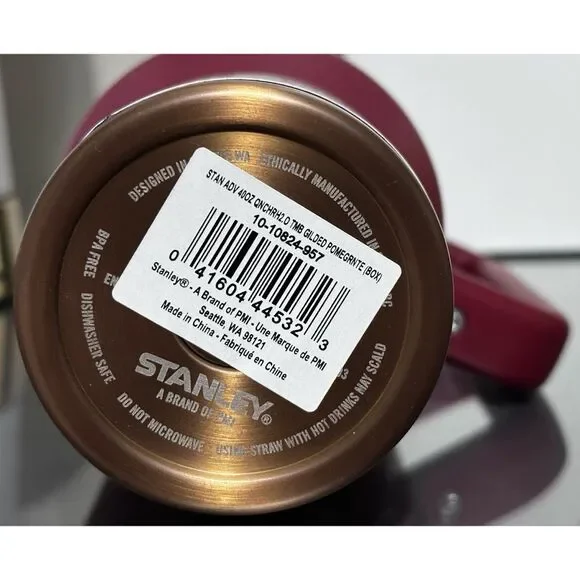 STAN ADV 40OZ QNCHRH2.O TMB GILDED POMEGRNTE (BOX)
10-10824-957
0 41604 44532 3
Stanley® - A Brand of PMI - Une Marque de PMI
Seattle, WA 98121
Made in China - Fabriqué en Chine
DESIGNED IN WA ETHICALLY MANUFACTURED IN
BPA FREE
DISHWASHER SAFE
DO NOT MICROWAVE
USING STRAW WITH HOT DRINKS MAY SCALD
STANLEY®
A BRAND OF